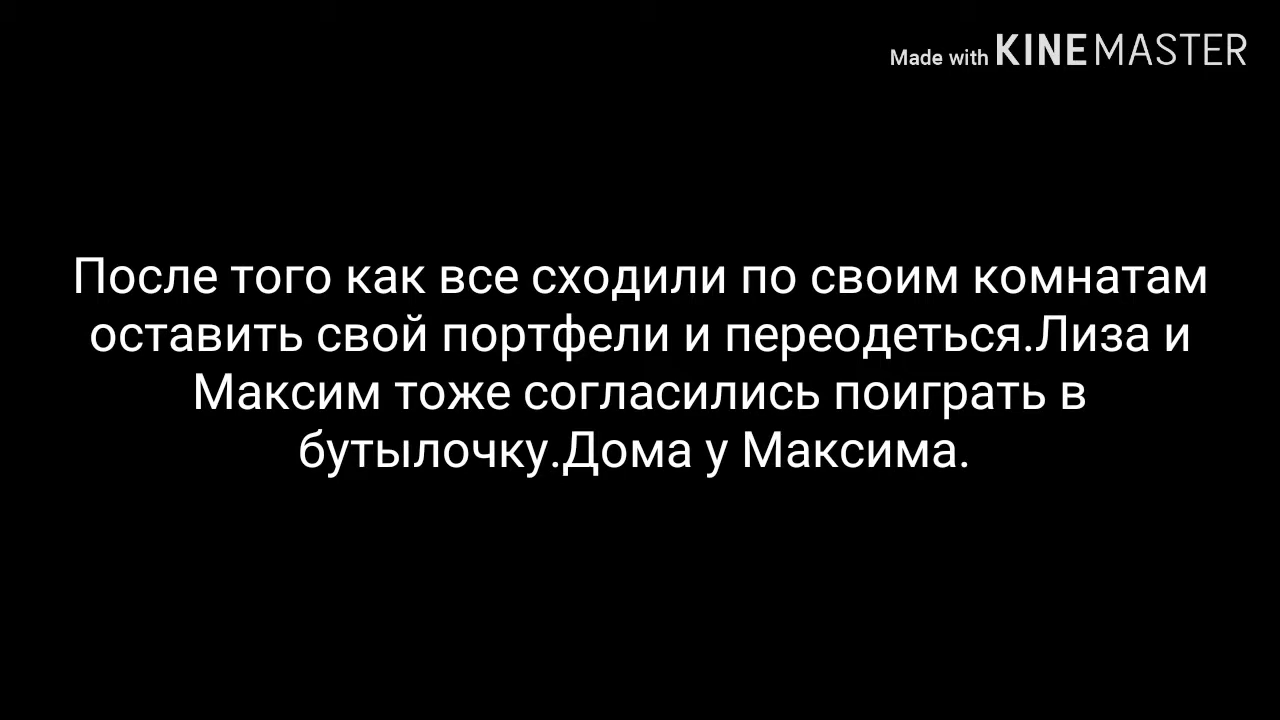 Made with KINEMASTER
После того как все сходили по своим комнатам
оставить свой портфели и переодеться.Лиза и
Максим тоже согласились поиграть в
бутылочку.Дома у Максима.